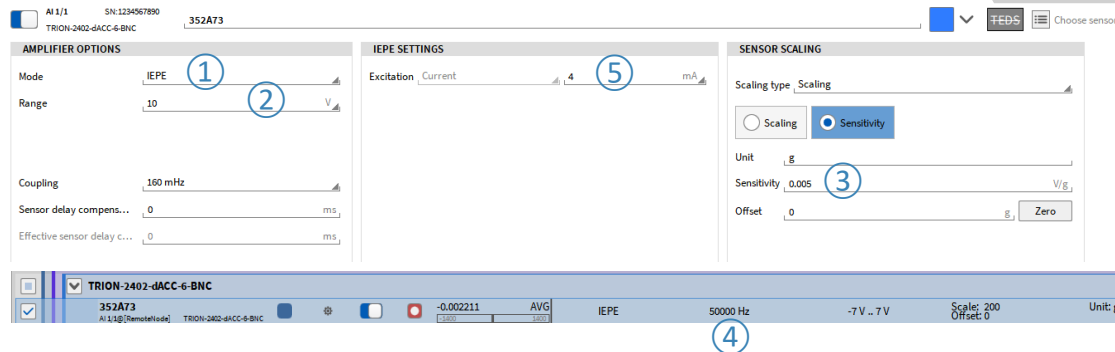 AI 1/1 SN:1234567890
TRION-2402-dACC-6-BNC
352A73
TEDS
Choose sensor
AMPLIFIER OPTIONS
Mode IEPE ①
Range 10 ② V
Coupling 160 mHz
Sensor delay compens... 0 ms
Effective sensor delay c... 0 ms
IEPE SETTINGS
Excitation Current 4 ⑤ mA
SENSOR SCALING
Scaling type Scaling
Scaling Sensitivity
Unit g
Sensitivity 0.005 ③ V/g
Offset 0 g Zero
TRION-2402-dACC-6-BNC
352A73
AI 1/1@[RemoteNode] TRION-2402-dACC-6-BNC
-0.002211 AVG
-1400 1400
IEPE
50000 Hz
-7 V .. 7 V
Scale: 200
Offset: 0
Unit: g
④